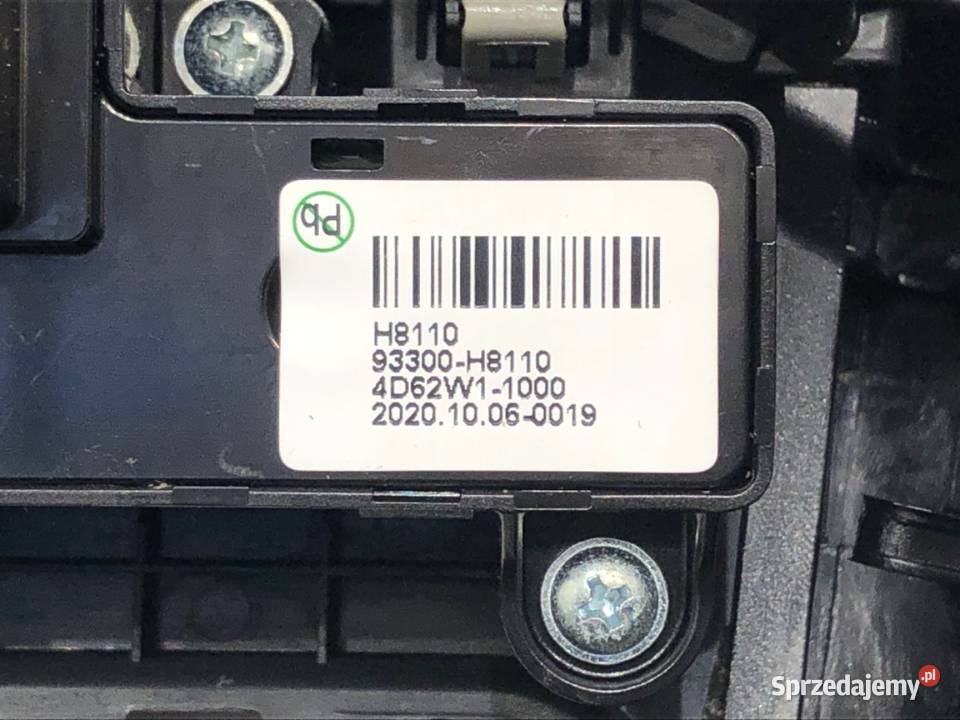 Pb
H8110
93300-H8110
4D62W1-1000
2020.10.06-0019
Sprzedajemy.pl